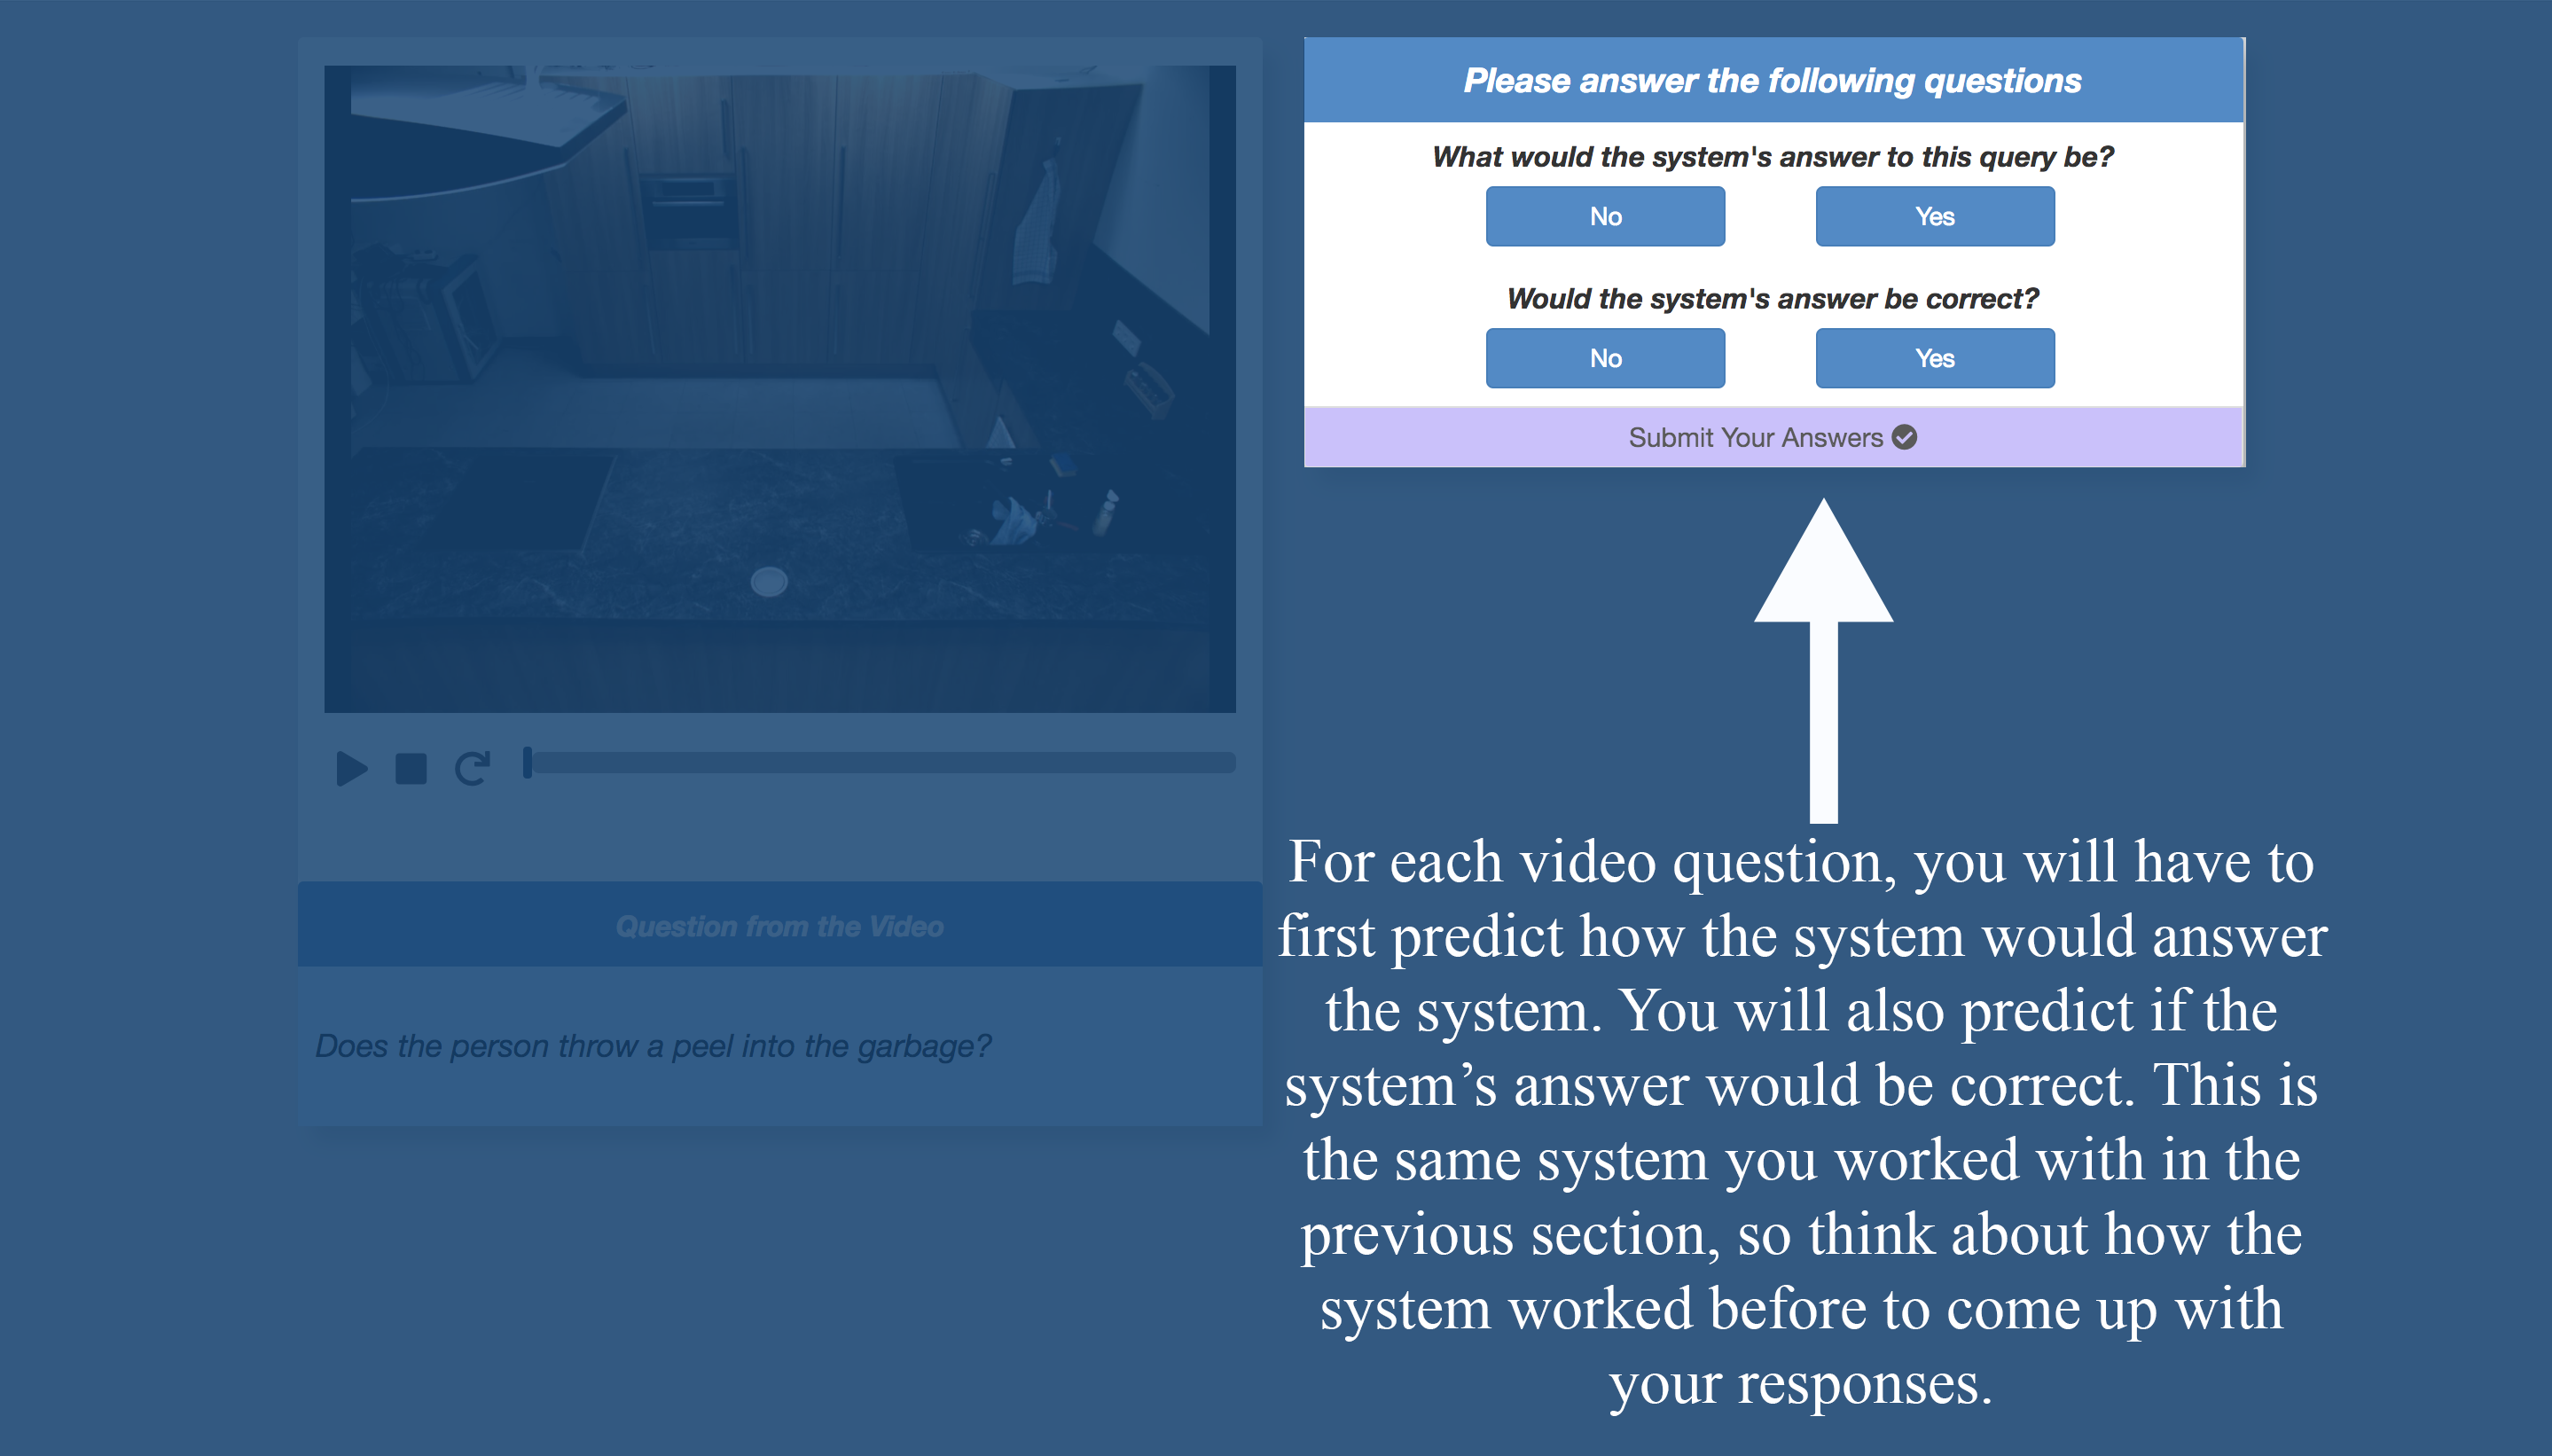 Please answer the following questions
What would the system's answer to this query be?
No Yes
Would the system's answer be correct?
No Yes
Submit Your Answers
Question from the Video
Does the person throw a peel into the garbage?
For each video question, you will have to
first predict how the system would answer
the system. You will also predict if the
system’s answer would be correct. This is
the same system you worked with in the
previous section, so think about how the
system worked before to come up with
your responses.